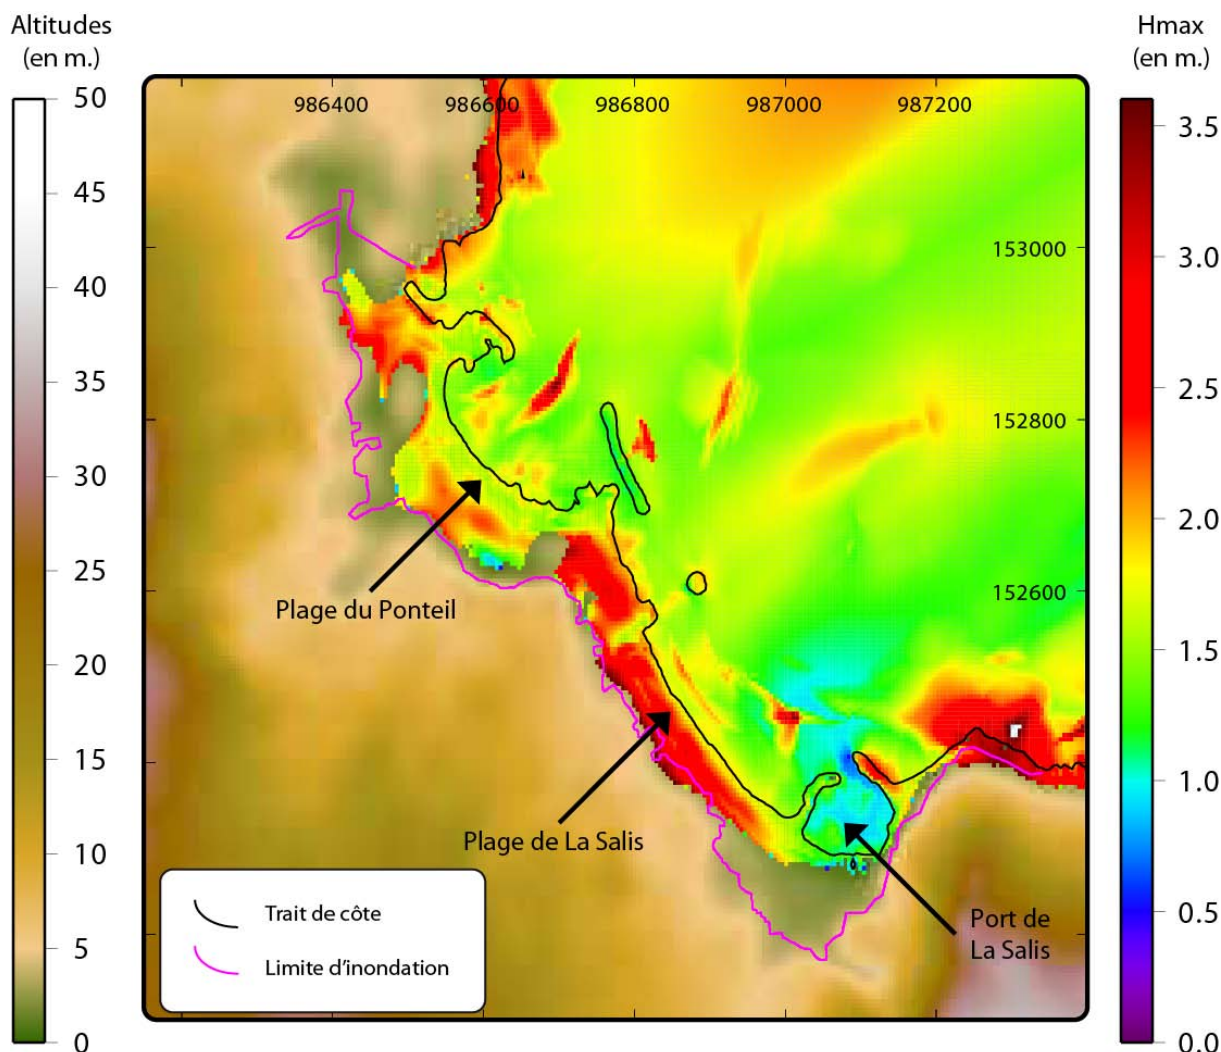 Altitudes
(en m.)
50
45
40
35
30
25
20
15
10
5
0
986400
986600
986800
987000
987200
153000
152800
152600
Plage du Ponteil
Plage de La Salis
Port de
La Salis
Trait de côte
Limite d'inondation
Hmax
(en m.)
3.5
3.0
2.5
2.0
1.5
1.0
0.5
0.0